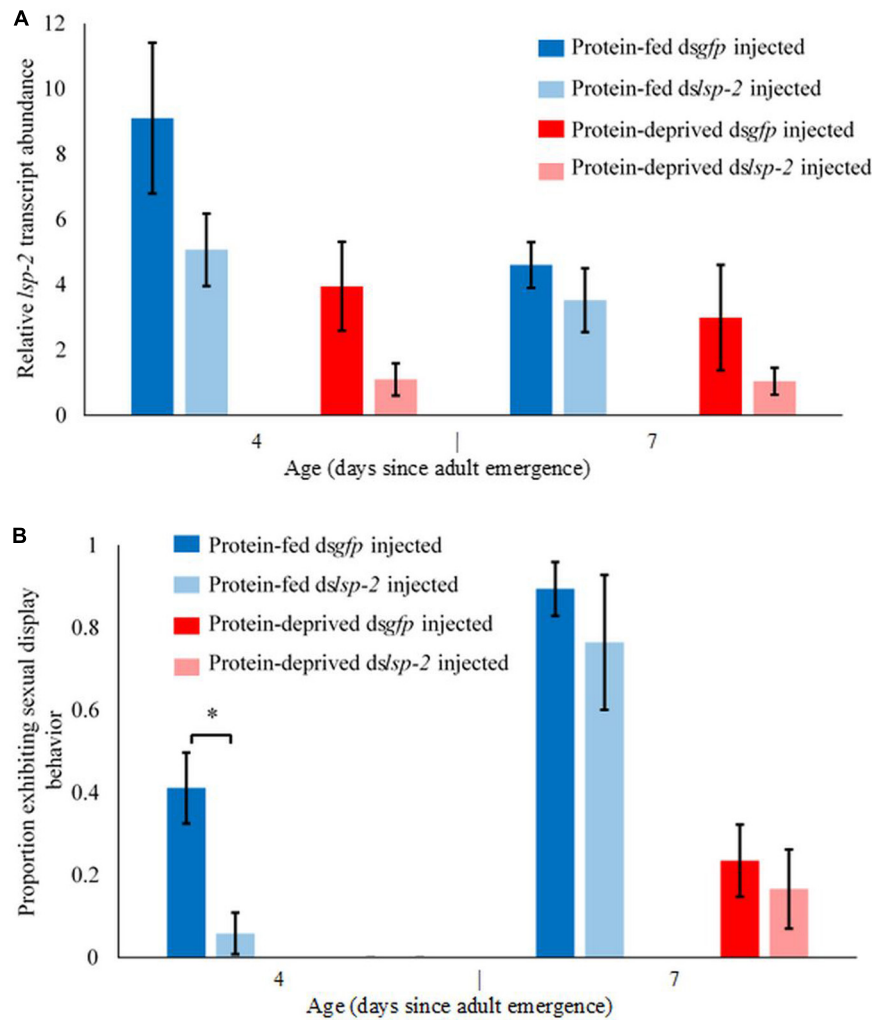 A
12
10
8
6
4
2
0
Relative lsp-2 transcript abundance
Protein-fed dsgfp injected
Protein-fed dslsp-2 injected
Protein-deprived dsgfp injected
Protein-deprived dslsp-2 injected
4 | 7
Age (days since adult emergence)
B
1
0.8
0.6
0.4
0.2
0
Proportion exhibiting sexual display
behavior
Protein-fed dsgfp injected
Protein-fed dslsp-2 injected
Protein-deprived dsgfp injected
Protein-deprived dslsp-2 injected
*
4 | 7
Age (days since adult emergence)